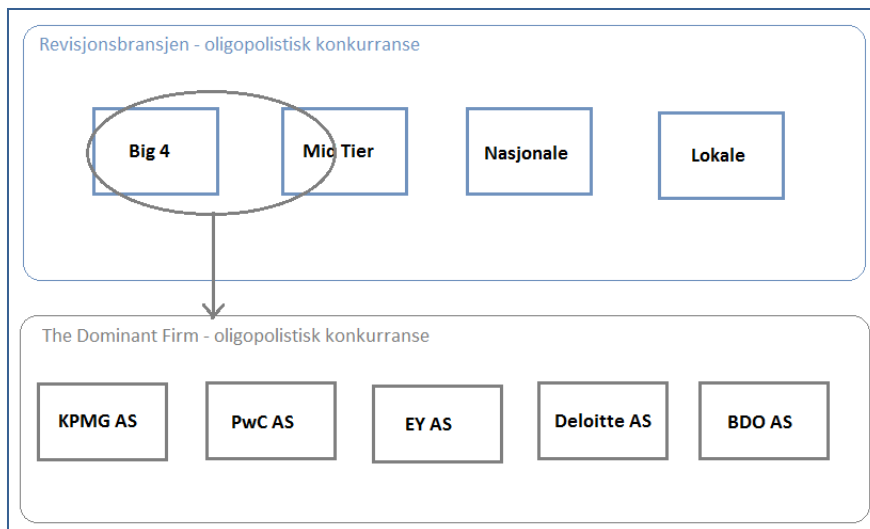 Revisjonsbransjen - oligopolistisk konkurranse
Big 4
Mid Tier
Nasjonale
Lokale
The Dominant Firm - oligopolistisk konkurranse
KPMG AS
PwC AS
EY AS
Deloitte AS
BDO AS